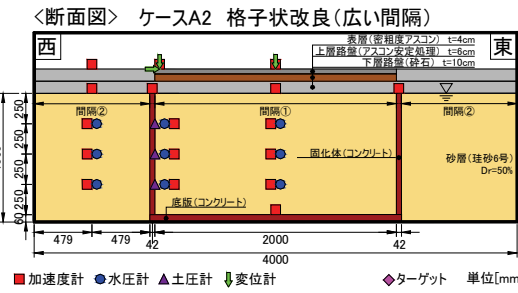 <断面図> ケースA2 格子状改良(広い間隔)
西
東
表層(密粒度アスコン) t=4cm
上層路盤(アスコン安定処理) t=6cm
下層路盤(砕石) t=10cm
間隔②
間隔①
間隔②
250
250
250
250
60
固化体(コンクリート)
砂層(珪砂6号)
Dr=50%
底版(コンクリート)
479
479
42
2000
42
4000
加速度計
水圧計
土圧計
変位計
ターゲット
単位[mm